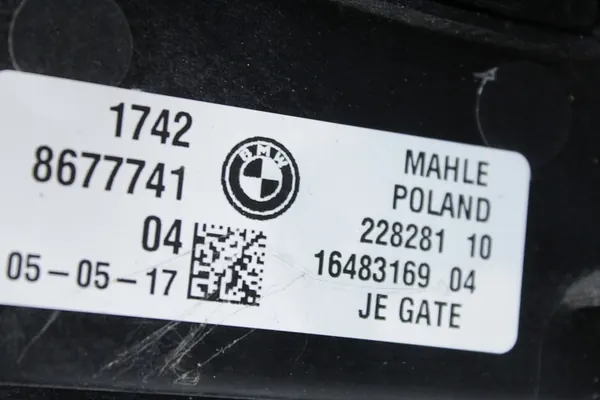 1742
8677741
04
05-05-17
BMW
MAHLE
POLAND
228281 10
16483169 04
JE GATE